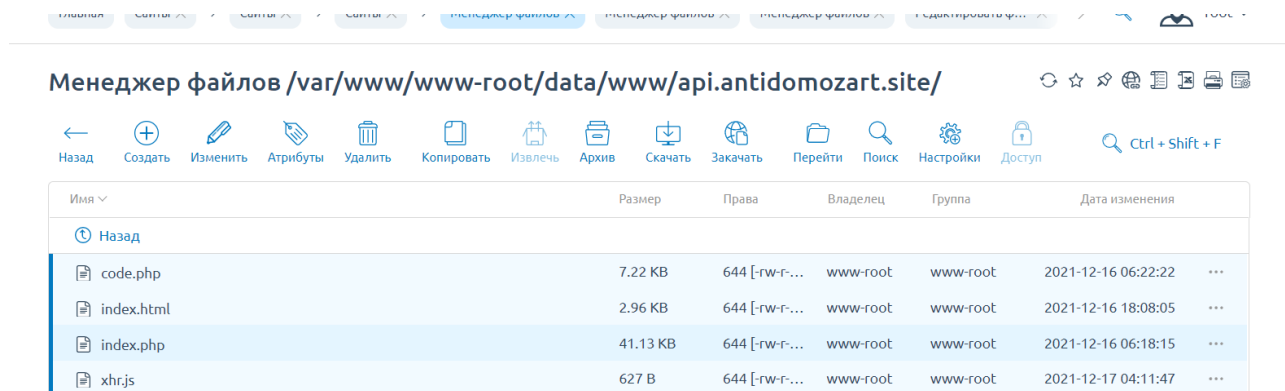 Главная Сайты Сайты Сайты Менеджер файлов Менеджер файлов Менеджер файлов Редактировать ф... root
Менеджер файлов /var/www/www-root/data/www/api.antidomozart.site/
Назад Создать Изменить Атрибуты Удалить Копировать Извлечь Архив Скачать Закачать Перейти Поиск Настройки Доступ Ctrl + Shift + F
Имя Размер Права Владелец Группа Дата изменения
Назад
code.php 7.22 KB 644 [-rw-r-... www-root www-root 2021-12-16 06:22:22 ...
index.html 2.96 KB 644 [-rw-r-... www-root www-root 2021-12-16 18:08:05 ...
index.php 41.13 KB 644 [-rw-r-... www-root www-root 2021-12-16 06:18:15 ...
xhr.js 627 B 644 [-rw-r-... www-root www-root 2021-12-17 04:11:47 ...